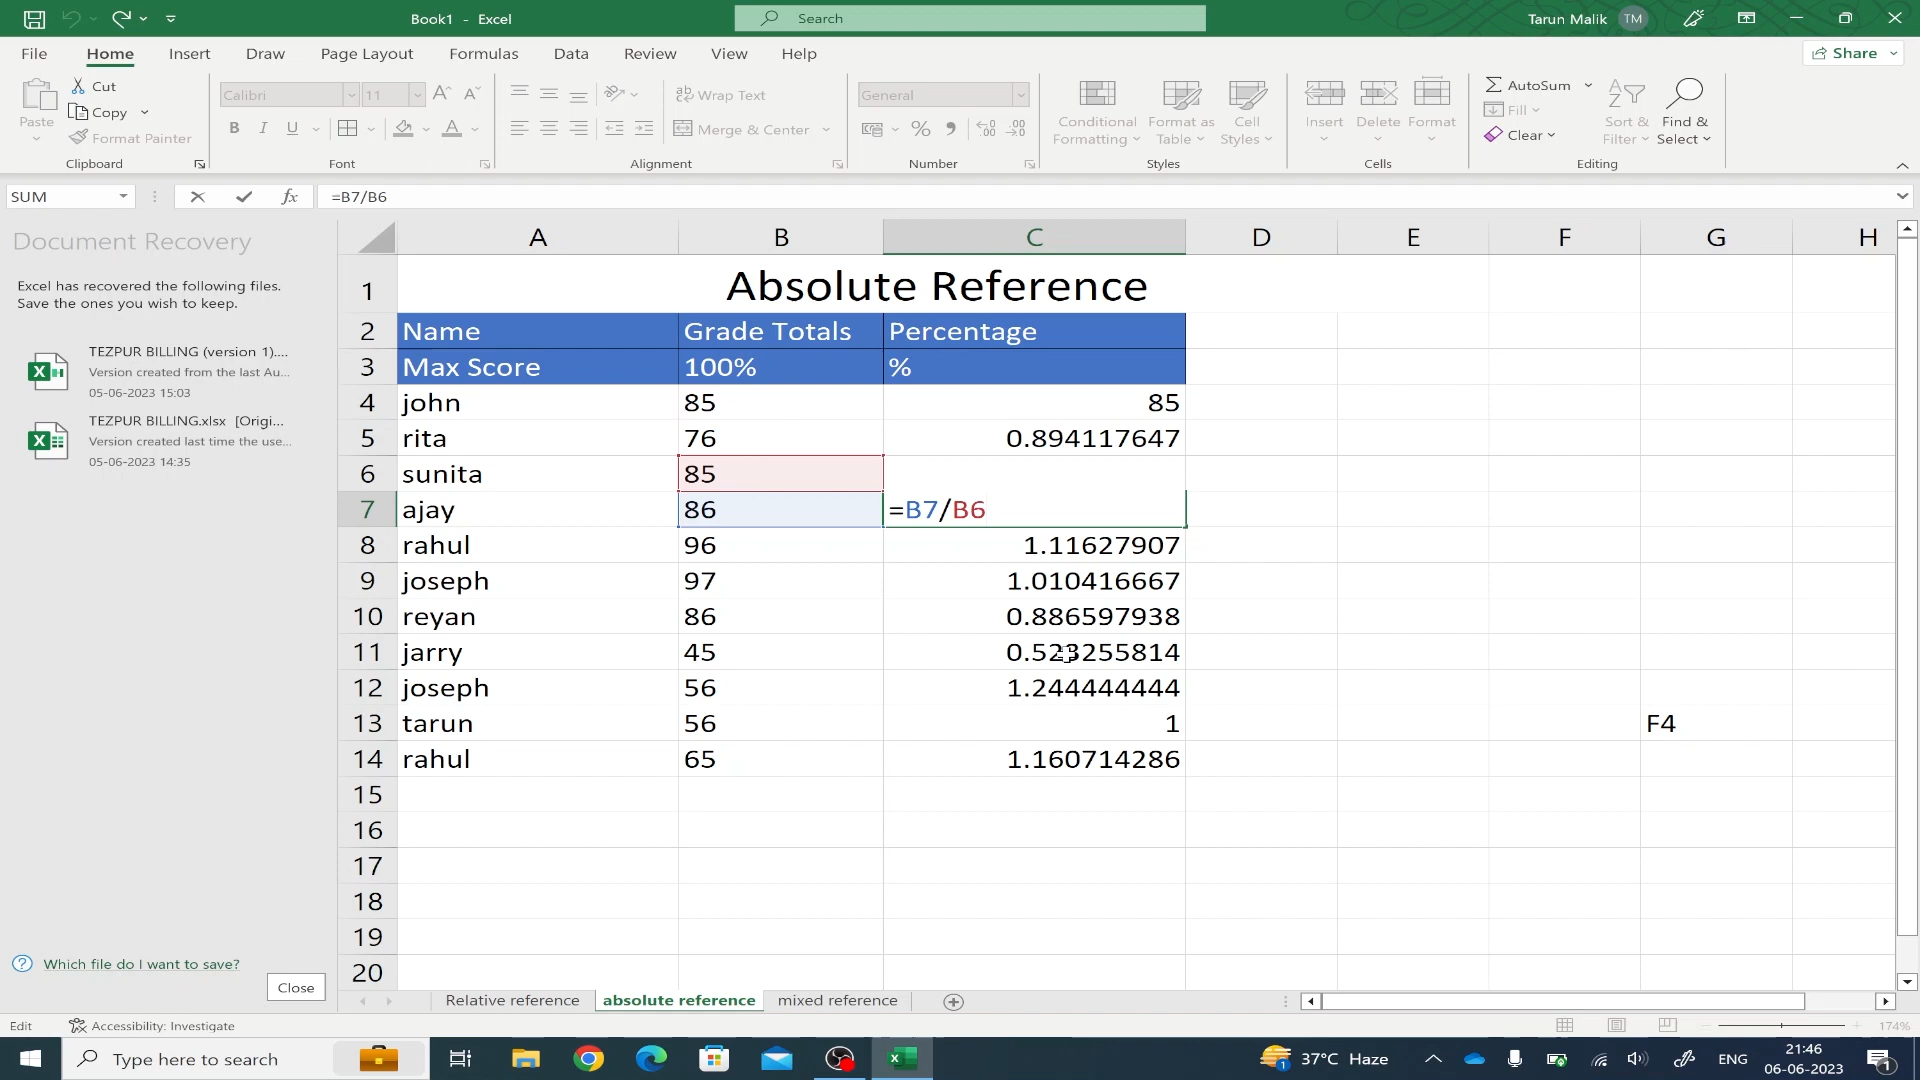 Book1 - Excel
Search
Tarun Malik TM
File Home Insert Draw Page Layout Formulas Data Review View Help
Share
Paste
Cut
Copy
Format Painter
Clipboard
Calibri 11
B I U
Font
Wrap Text
Merge & Center
Alignment
General
Number
Conditional Formatting
Format as Table
Cell Styles
Styles
Insert Delete Format
Cells
AutoSum
Fill
Clear
Sort & Filter
Find & Select
Editing
SUM
fx
=B7/B6
Document Recovery
Excel has recovered the following files.
Save the ones you wish to keep.
TEZPUR BILLING (version 1)....
Version created from the last Au...
05-06-2023 15:03
TEZPUR BILLING.xlsx [Origi...
Version created last time the use...
05-06-2023 14:35
Which file do I want to save?
Close
A B C D E F G H
1 Absolute Reference
2 Name Grade Totals Percentage
3 Max Score 100% %
4 john 85 85
5 rita 76 0.894117647
6 sunita 85
7 ajay 86 =B7/B6
8 rahul 96 1.11627907
9 joseph 97 1.010416667
10 reyan 86 0.886597938
11 jarry 45 0.523255814
12 joseph 56 1.244444444
13 tarun 56 1 F4
14 rahul 65 1.160714286
15
16
17
18
19
20
Relative reference absolute reference mixed reference
Edit Accessibility: Investigate
174%
Type here to search
37°C Haze
ENG
21:46
06-06-2023
1